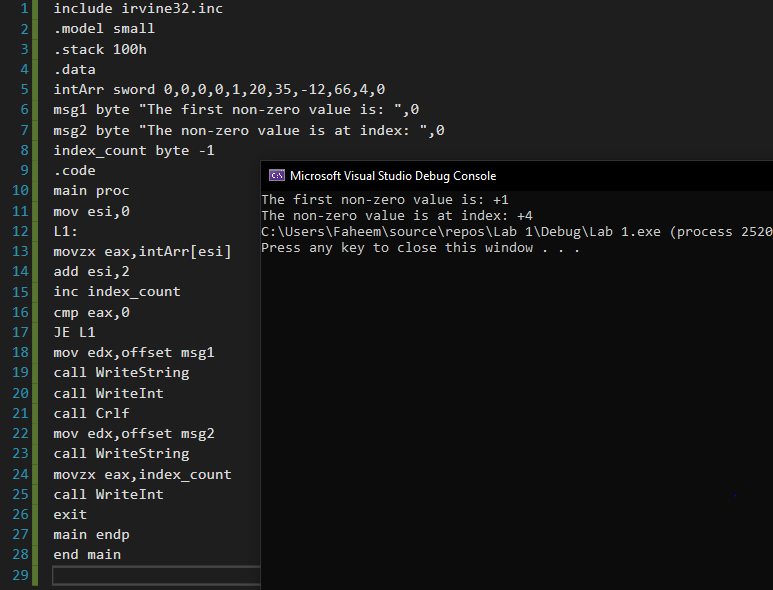 1 include irvine32.inc
2 .model small
3 .stack 100h
4 .data
5 intArr sword 0,0,0,0,1,20,35,-12,66,4,0
6 msg1 byte "The first non-zero value is: ",0
7 msg2 byte "The non-zero value is at index: ",0
8 index_count byte -1
9 .code
10 main proc
11 mov esi,0
12 L1:
13 movzx eax,intArr[esi]
14 add esi,2
15 inc index_count
16 cmp eax,0
17 JE L1
18 mov edx,offset msg1
19 call WriteString
20 call WriteInt
21 call Crlf
22 mov edx,offset msg2
23 call WriteString
24 movzx eax,index_count
25 call WriteInt
26 exit
27 main endp
28 end main
29
Microsoft Visual Studio Debug Console
The first non-zero value is: +1
The non-zero value is at index: +4
C:\Users\Faheem\source\repos\Lab 1\Debug\Lab 1.exe (process 2520
Press any key to close this window . . .